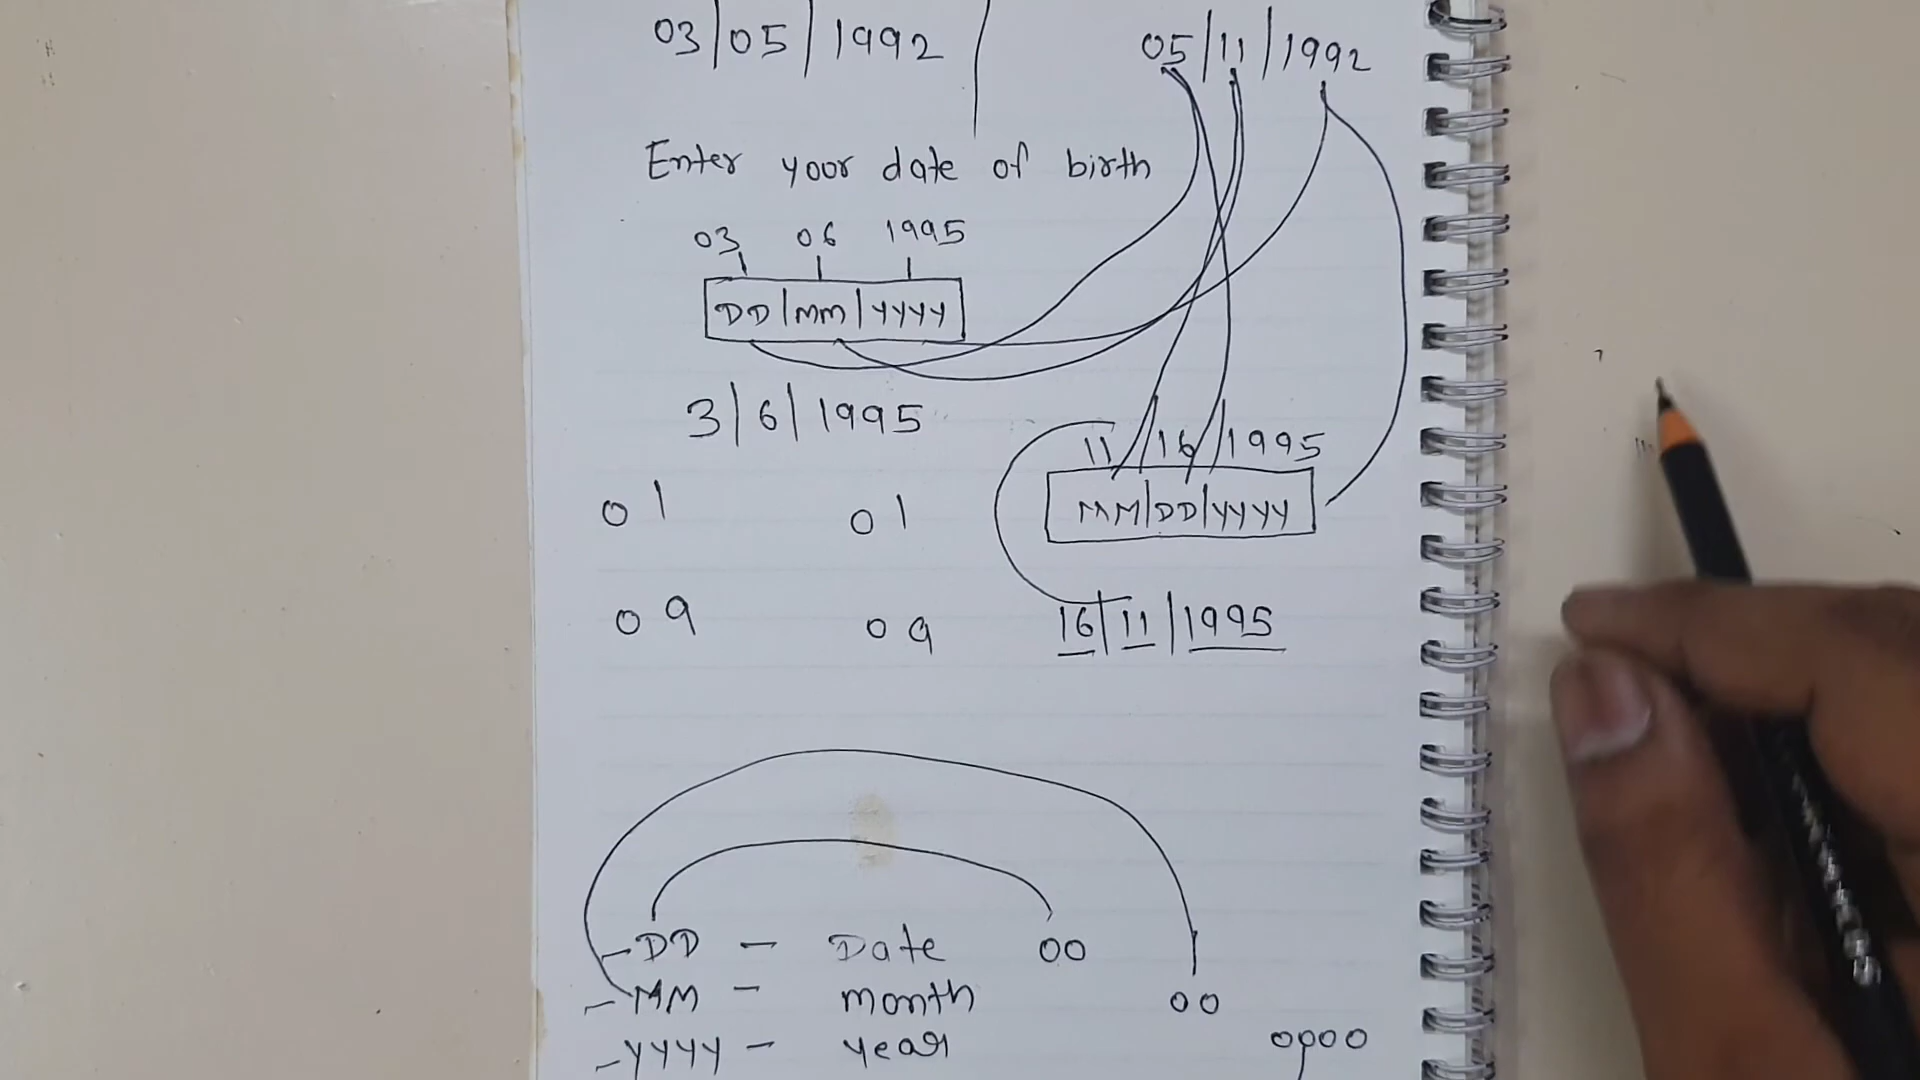 03/05/1992
05/11/1992
Enter your date of birth
03 06 1995
DD/MM/YYYY
3/6/1995
11/16/1995
MM/DD/YYYY
01 01
09 09
16/11/1995
-DD - Date 00
-MM - month 00
-YYYY - year 0000